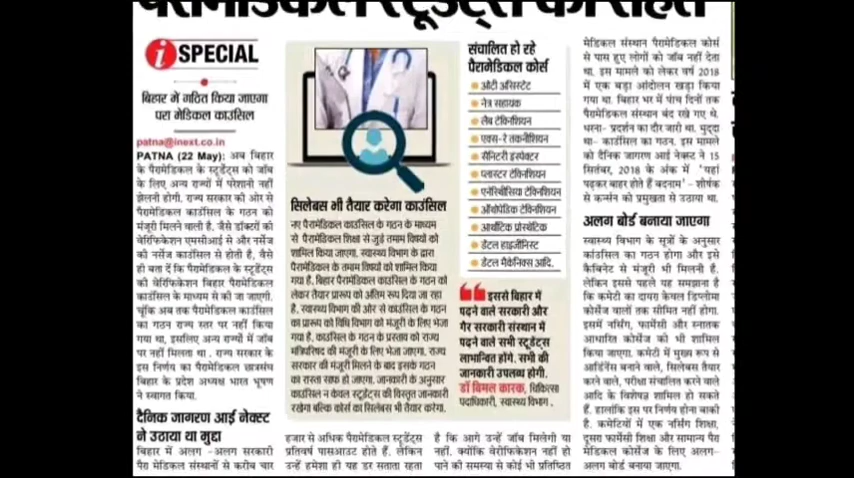 पैरामेडिकल स्टूडेंट्स को राहत
i SPECIAL
बिहार में गठित किया जाएगा
परा मेडिकल काउंसिल
patna@inext.co.in
PATNA (22 May): अब बिहार
के पैरामेडिकल के स्टूडेंट्स को जॉब
के लिए अन्य राज्यों में परेशानी नहीं
झेलनी होगी. राज्य सरकार की ओर से
पैरामेडिकल काउंसिल के गठन को
मंजूरी मिलने वाली है. जैसे डॉक्टरों की
वेरिफिकेशन एमसीआई से और नर्सेज
की नर्सेज काउंसिल से होती है, वैसे
ही बता दें कि पैरामेडिकल के स्टूडेंट्स
की वेरिफिकेशन बिहार पैरामेडिकल
काउंसिल के माध्यम से की जा जाएगी.
चूंकि अब तक पैरामेडिकल काउंसिल
का गठन राज्य स्तर पर नहीं किया
गया था, इसलिए अन्य राज्यों में जॉब
पर नहीं मिलता था . राज्य सरकार के
इस निर्णय का पैरामेडिकल छात्रसंघ
बिहार के प्रदेश अध्यक्ष भारत भूषण
ने स्वागत किया.
दैनिक जागरण आई नेक्स्ट
ने उठाया था मुद्दा
बिहार में अलग -अलग सरकारी
पैरा मेडिकल संस्थानों से करीब चार
सिलेबस भी तैयार करेगा काउंसिल
नए पैरामेडिकल काउंसिल के गठन के माध्यम
से पैरामेडिकल शिक्षा से जुड़े तमाम विषयों को
शामिल किया जाएगा. स्वास्थ्य विभाग के द्वारा
पैरामेडिकल के तमाम विषयों को शामिल किया
गया है. बिहार पैरामेडिकल काउंसिल के गठन को
लेकर तैयार प्रारूप को अंतिम रूप दिया जा रहा
है. स्वास्थ्य विभाग की ओर से काउंसिल के गठन
का प्रारूप को विधि विभाग को मंजूरी के लिए भेजा
गया है. काउंसिल के गठन के प्रस्ताव को राज्य
मंत्रिपरिषद की मंजूरी के लिए भेजा जाएगा. राज्य
सरकार की मंजूरी मिलने के बाद इसके गठन
का रास्ता साफ हो जाएगा. जानकारी के अनुसार
काउंसिल न केवल स्टूडेंट्स की विस्तृत जानकारी
रखेगा बल्कि कोर्स का सिलेबस भी तैयार करेगा.
हजार से अधिक पैरामेडिकल स्टूडेंट्स
प्रतिवर्ष पासआउट होते हैं. लेकिन
उन्हें हमेशा ही यह डर सताता रहता
संचालित हो रहे
पैरामेडिकल कोर्स
ओटी असिस्टेंट
नेत्र सहायक
लैब टेक्निशियन
एक्स-रे तकनीशियन
सैनिटरी इंस्पेक्टर
प्लास्टर टेक्निशियन
एनेस्थिसिया टेक्निशियन
ऑर्थोपेडिक टेक्निशियन
आर्थोटिक प्रोस्थेटिक
डेंटल हाइजीनिस्ट
डेंटल मैकेनिक्स आदि.
इससे बिहार में
पढ़ने वाले सरकारी और
गैर सरकारी संस्थान में
पढ़ने वाले सभी स्टूडेंट्स
लाभान्वित होंगे. सभी की
जानकारी उपलब्ध होगी.
डॉ बिमल कारक, चिकित्सा
पदाधिकारी, स्वास्थ्य विभाग .
है कि आगे उन्हें जॉब मिलेगी या
नहीं. क्योंकि वेरीफिकेशन नहीं हो
पाने की समस्या से कोई भी प्रतिष्ठित
मेडिकल संस्थान पैरामेडिकल कोर्स
से पास हुए लोगों को जॉब नहीं देता
था. इस मामले को लेकर वर्ष 2018
में एक बड़ा आंदोलन खड़ा किया
गया था. बिहार भर में पांच दिनों तक
पैरामेडिकल संस्थान बंद रखे गए थे.
धरना- प्रदर्शन का दौर जारी था. मुद्दा
था- काउंसिल का गठन. इस मामले
को दैनिक जागरण आई नेक्स्ट ने 15
सितंबर, 2018 के अंक में 'यहां
पढ़कर बाहर होते हैं बदनाम' – शीर्षक
से कन्सर्न को प्रमुखता से उठाया था.
अलग बोर्ड बनाया जाएगा
स्वास्थ्य विभाग के सूत्रों के अनुसार
कांउसिल का गठन होगा और इसे
कैबिनेट से मंजूरी भी मिलनी है.
लेकिन इससे पहले यह समझना है
कि कमेटी का दायरा केवल डिप्लोमा
कोर्सेज वालों तक सीमित नहीं होगा.
इसमें नर्सिंग, फार्मेसी और स्नातक
आधारित कोर्सेज को भी शामिल
किया जाएगा. कमेटी में मुख्य रूप से
आर्डिनेंस बनाने वाले, सिलेबस तैयार
करने वाले, परीक्षा संचालित करने वाले
आदि के विशेषज्ञ शामिल हो सकते
हैं. हालांकि इस पर निर्णय होना बाकी
है. कमेटियों में एक नर्सिंग शिक्षा,
दूसरा फार्मेसी शिक्षा और सामान्य पैरा
मेडिकल कोर्सेज के लिए अलग-
अलग बोर्ड बनाया जाएगा.